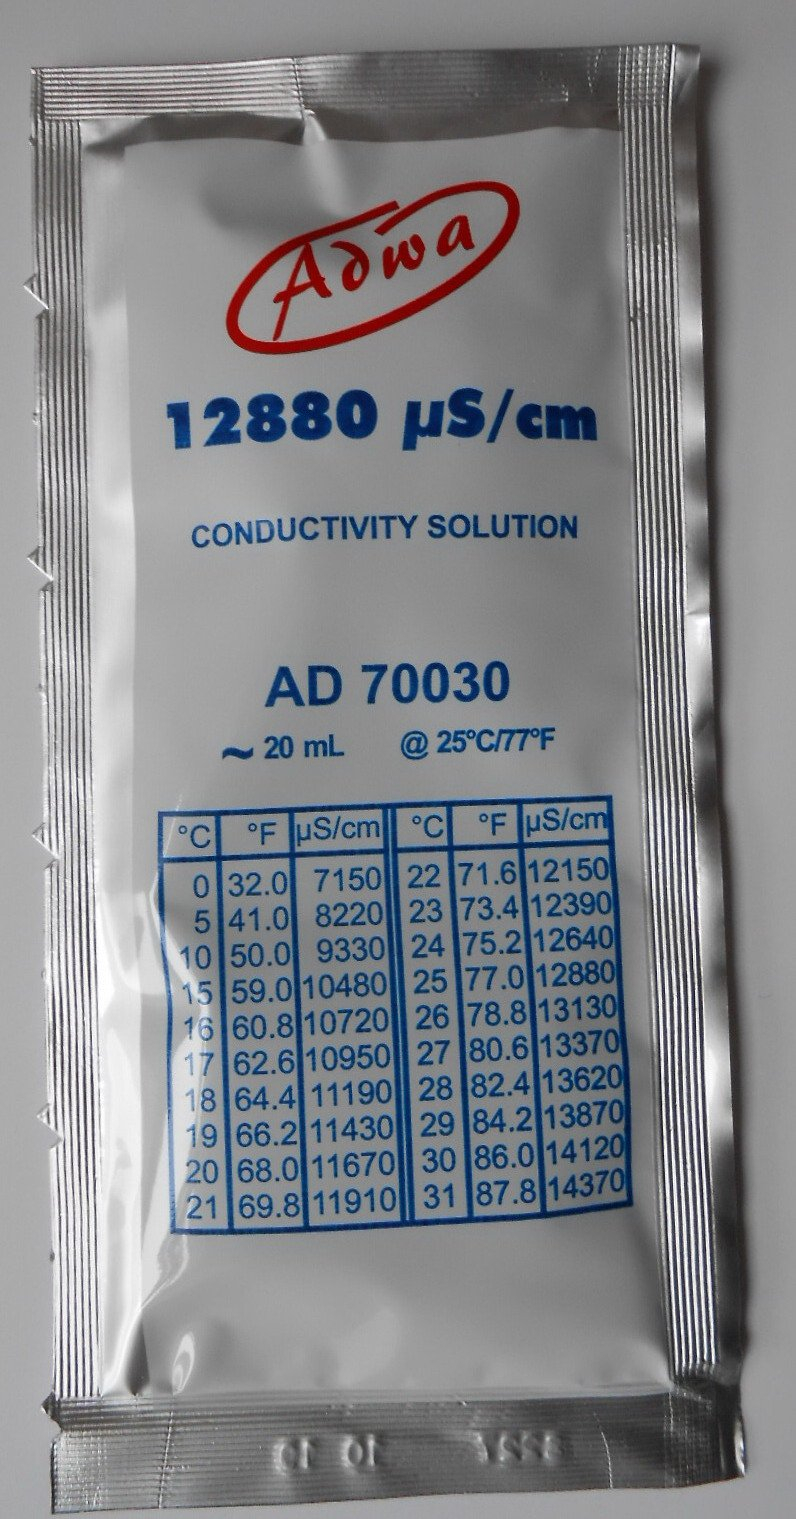 Adwa
12880 µS/cm
CONDUCTIVITY SOLUTION
AD 70030
~ 20 mL @ 25°C/77°F
°C °F µS/cm °C °F µS/cm
0 32.0 7150 22 71.6 12150
5 41.0 8220 23 73.4 12390
10 50.0 9330 24 75.2 12640
15 59.0 10480 25 77.0 12880
16 60.8 10720 26 78.8 13130
17 62.6 10950 27 80.6 13370
18 64.4 11190 28 82.4 13620
19 66.2 11430 29 84.2 13870
20 68.0 11670 30 86.0 14120
21 69.8 11910 31 87.8 14370